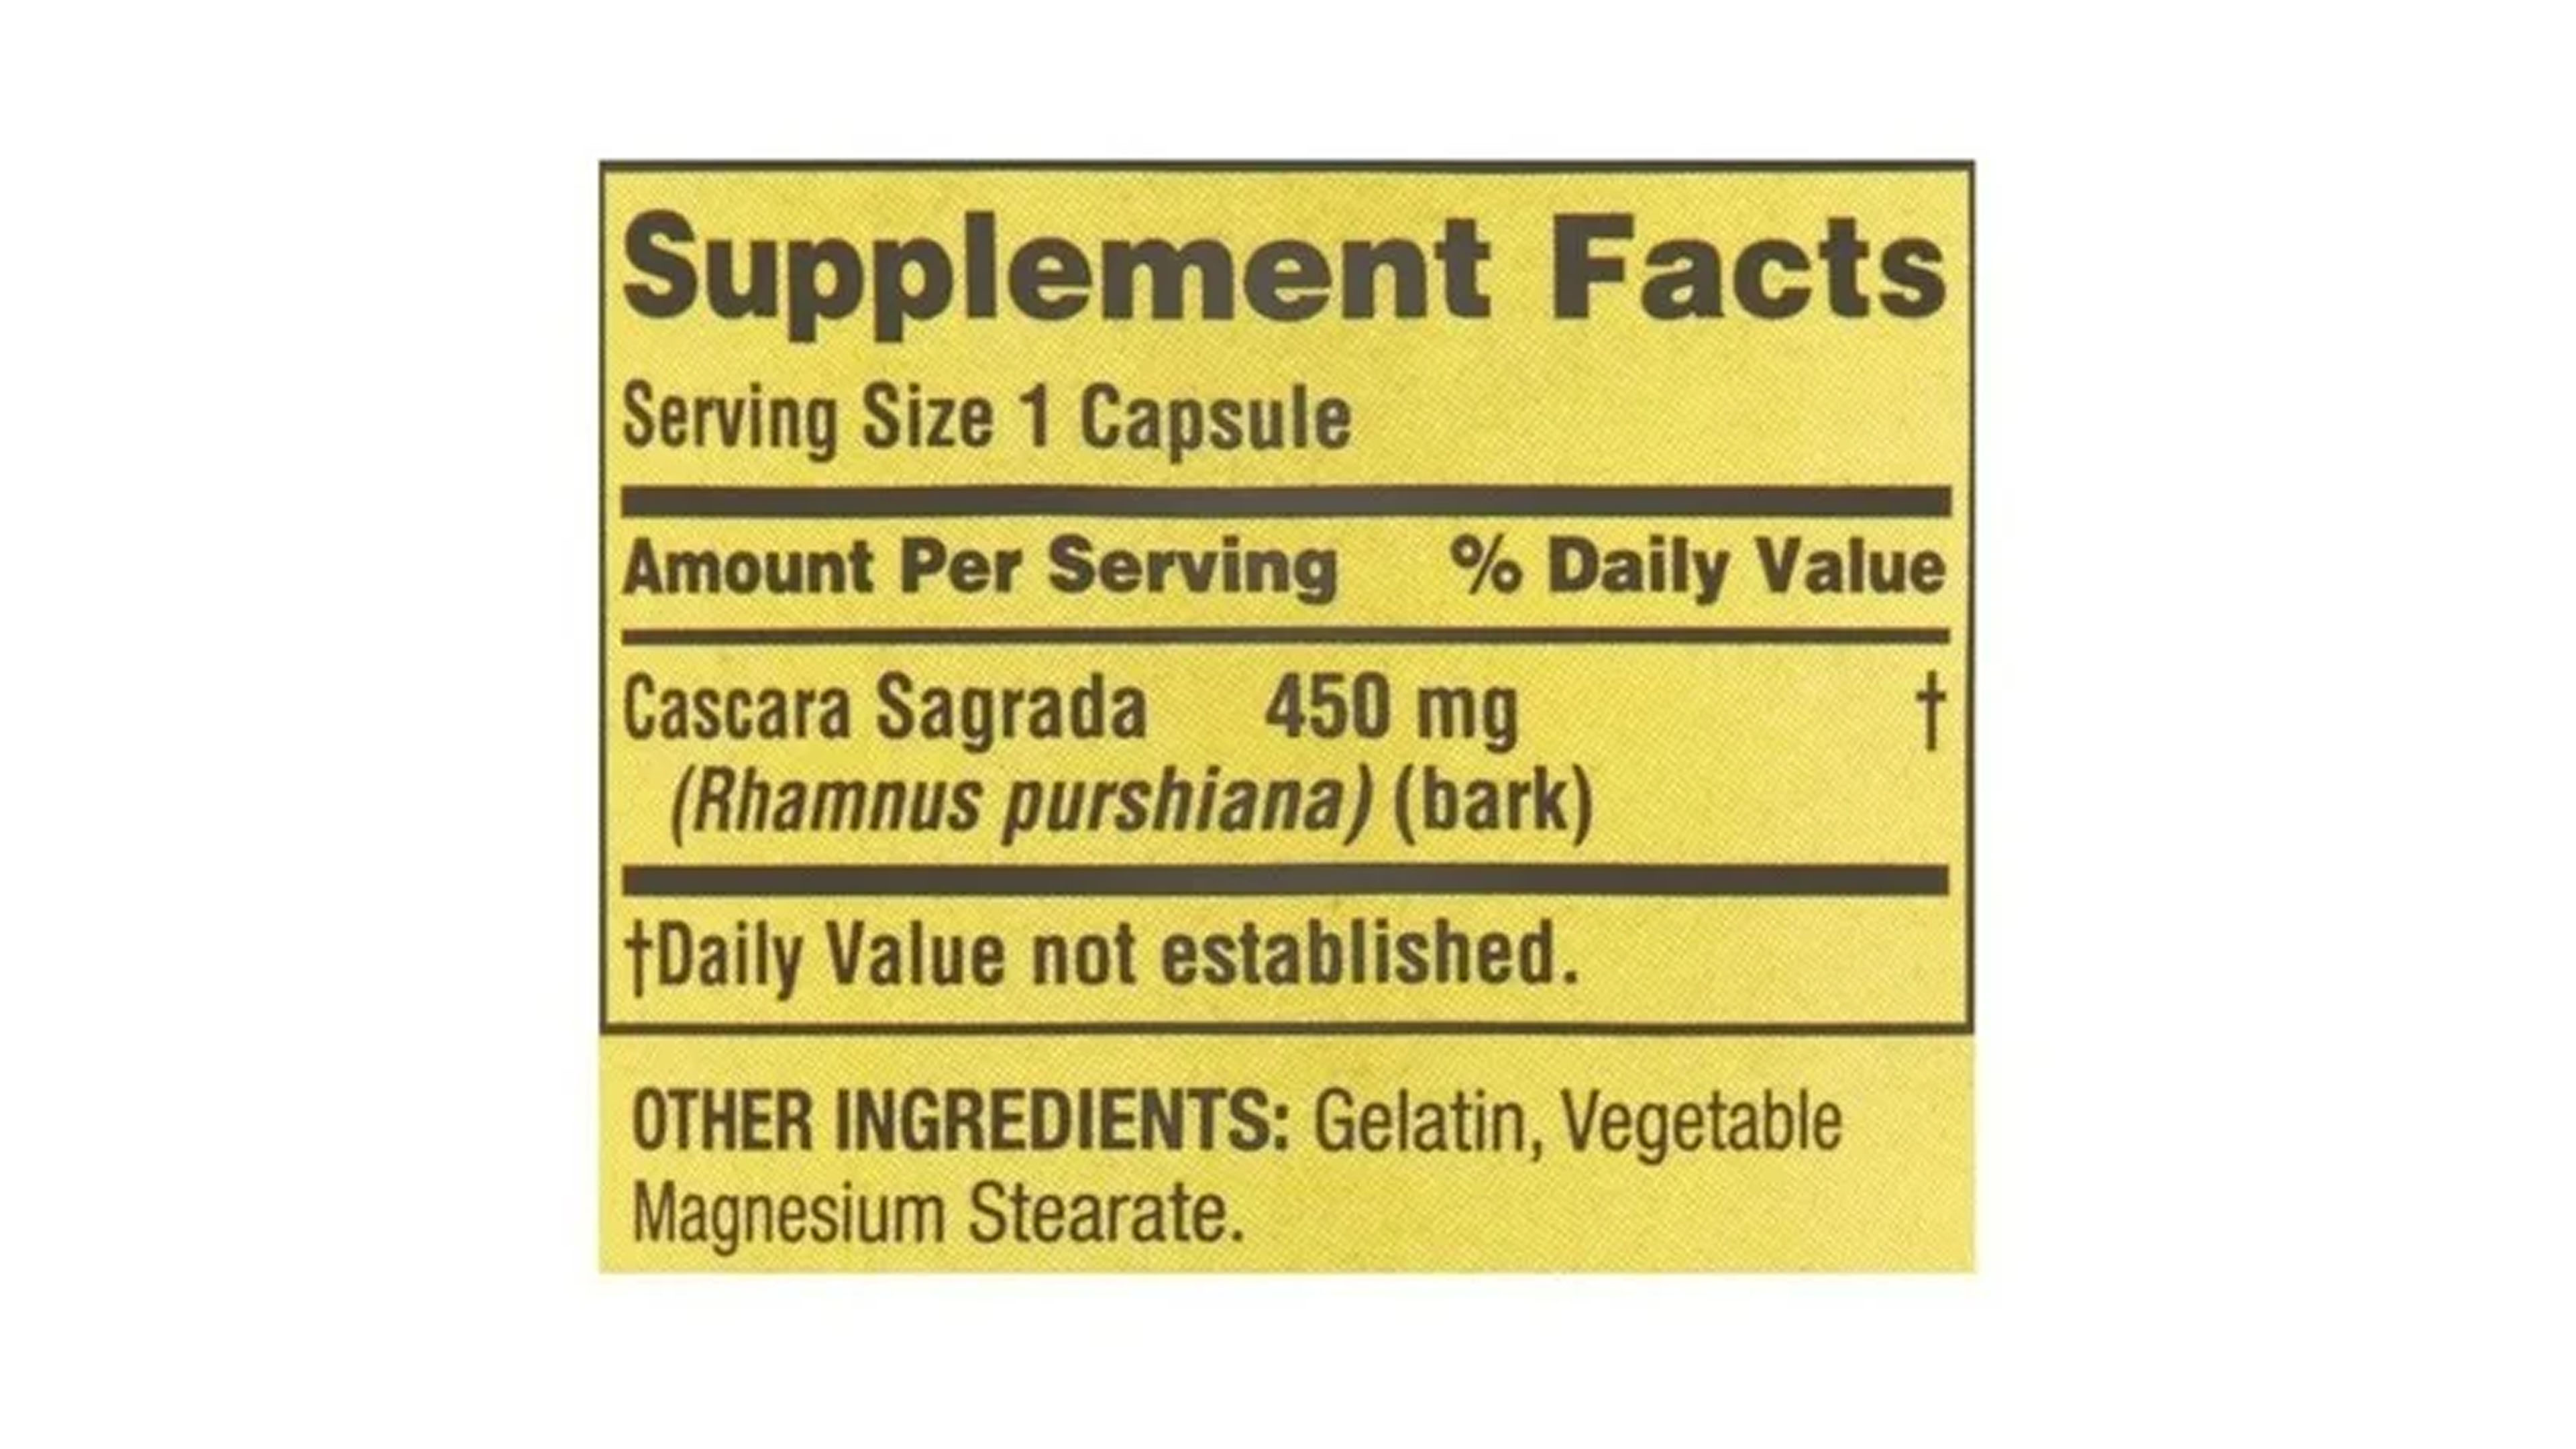 Supplement Facts
Serving Size 1 Capsule
Amount Per Serving % Daily Value
Cascara Sagrada 450 mg †
(Rhamnus purshiana) (bark)
†Daily Value not established.
OTHER INGREDIENTS: Gelatin, Vegetable
Magnesium Stearate.